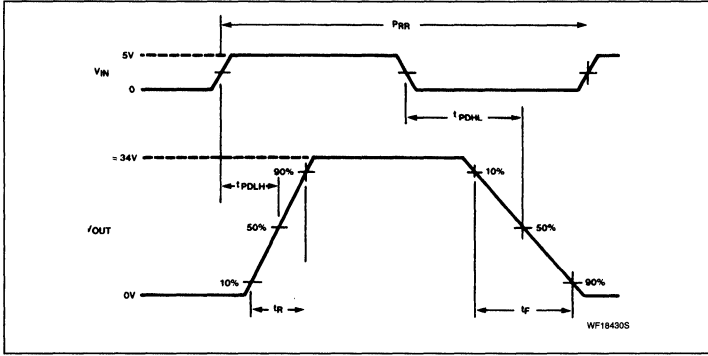 PRR
5V
VIN
0
tPDHL
≈ 34V
90%
10%
tPDLH
50%
50%
VOUT
10%
90%
0V
tR
tF
WF18430S